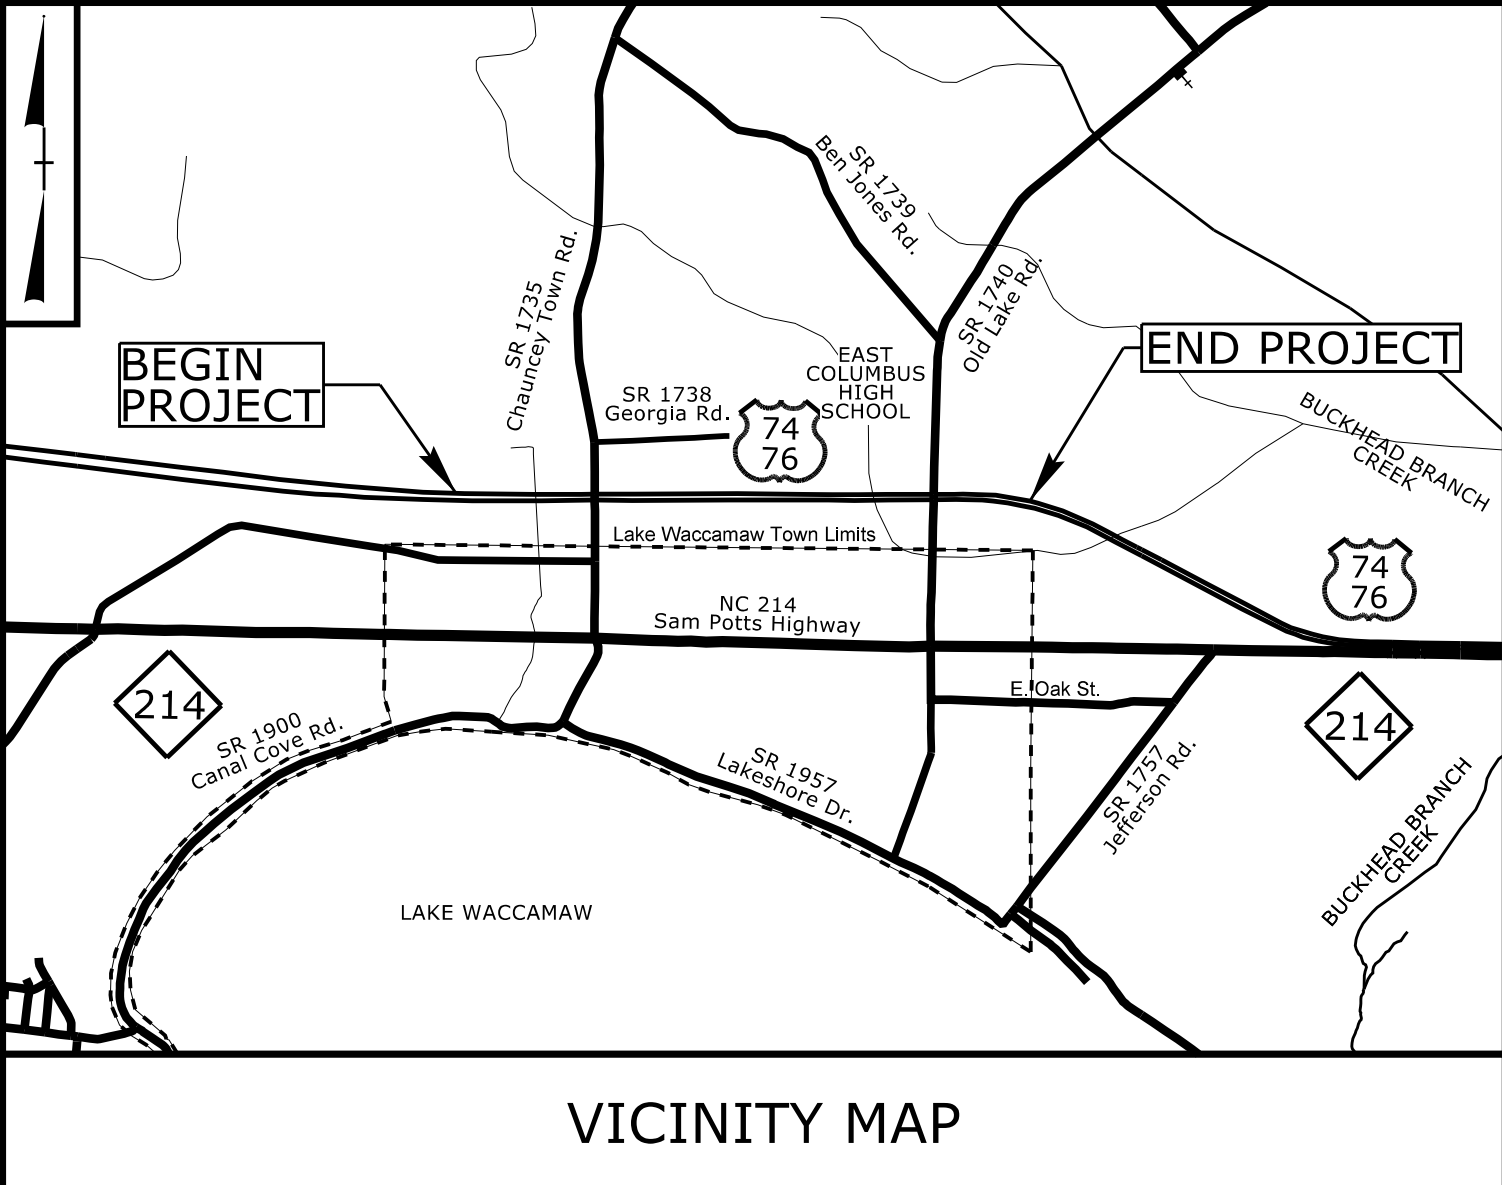 SR 1739
Ben Jones Rd.
SR 1735
Chauncey Town Rd.
SR 1740
Old Lake Rd.
BEGIN
PROJECT
END PROJECT
EAST
COLUMBUS
HIGH
SCHOOL
SR 1738
Georgia Rd.
74
76
BUCKHEAD BRANCH
CREEK
Lake Waccamaw Town Limits
74
76
NC 214
Sam Potts Highway
214
E. Oak St.
214
SR 1900
Canal Cove Rd.
SR 1957
Lakeshore Dr.
SR 1757
Jefferson Rd.
BUCKHEAD BRANCH
CREEK
LAKE WACCAMAW
VICINITY MAP